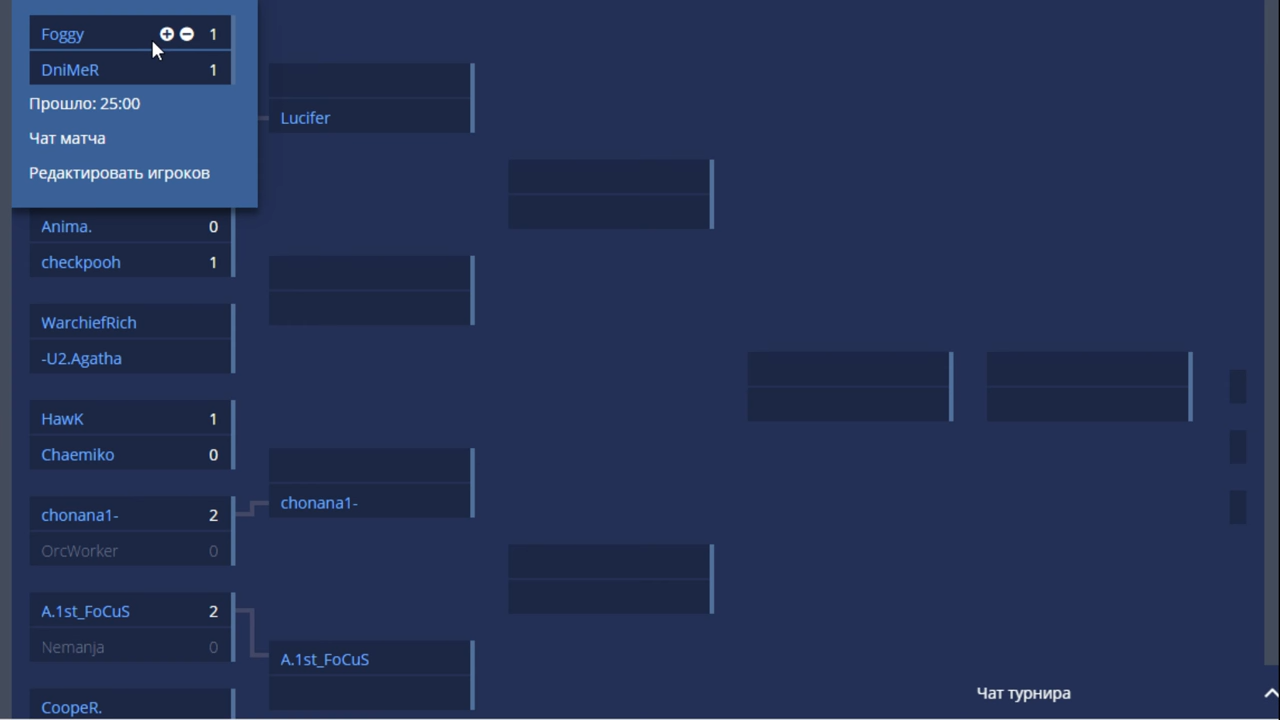 Foggy 1
DniMeR 1
Прошло: 25:00
Чат матча
Редактировать игроков
Lucifer
Anima. 0
checkpooh 1
WarchiefRich
-U2.Agatha
HawK 1
Chaemiko 0
chonana1- 2
OrcWorker 0
chonana1-
A.1st_FoCuS 2
Nemanja 0
A.1st_FoCuS
CoopeR.
Чат турнира